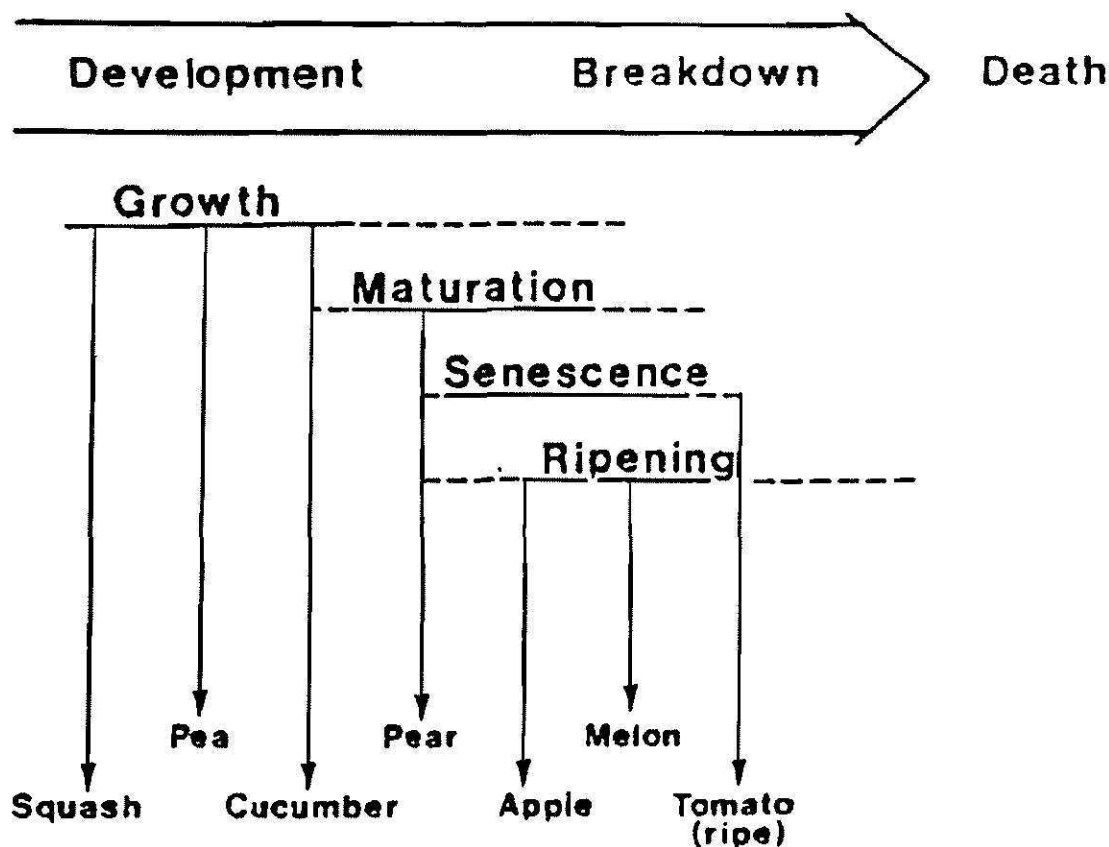 Development Breakdown Death
Growth
Maturation
Senescence
Ripening
Pea Pear Melon
Squash Cucumber Apple Tomato
(ripe)